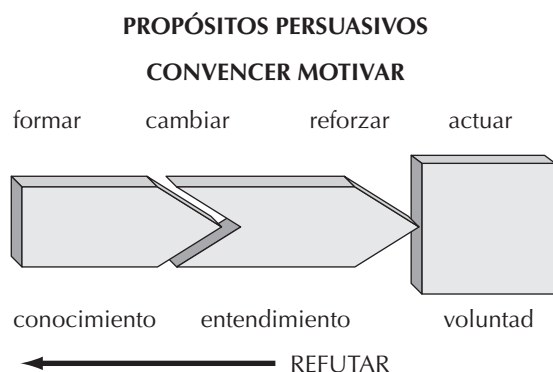 PROPÓSITOS PERSUASIVOS
CONVENCER MOTIVAR
formar cambiar reforzar actuar
conocimiento entendimiento voluntad
REFUTAR